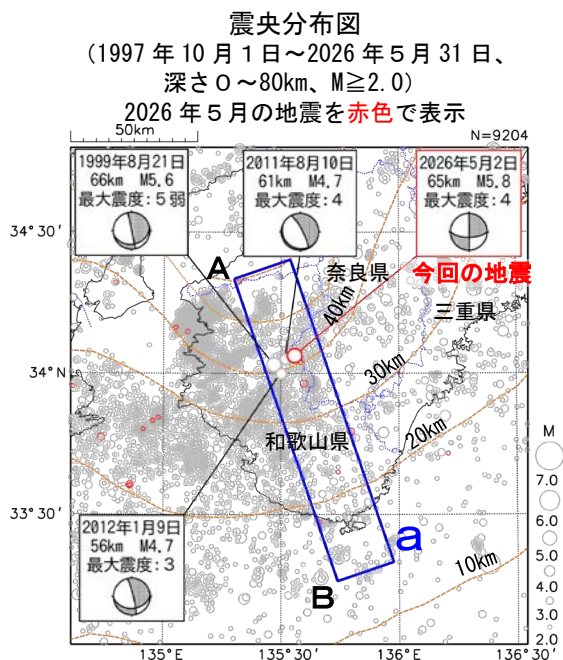 震央分布図
(1997年10月1日～2026年5月31日、
深さ0～80km、M≧2.0)
2026年5月の地震を赤色で表示
50km
N=9204
1999年8月21日
66km M5.6
最大震度:5弱
2011年8月10日
61km M4.7
最大震度:4
2026年5月2日
65km M5.8
最大震度:4
34°30′
A
奈良県
今回の地震
40km
三重県
34°N
30km
和歌山県
20km
M
7.0
6.0
5.0
4.0
3.0
2.0
33°30′
2012年1月9日
56km M4.7
最大震度:3
a
10km
B
135°E
135°30′
136°E
136°30′